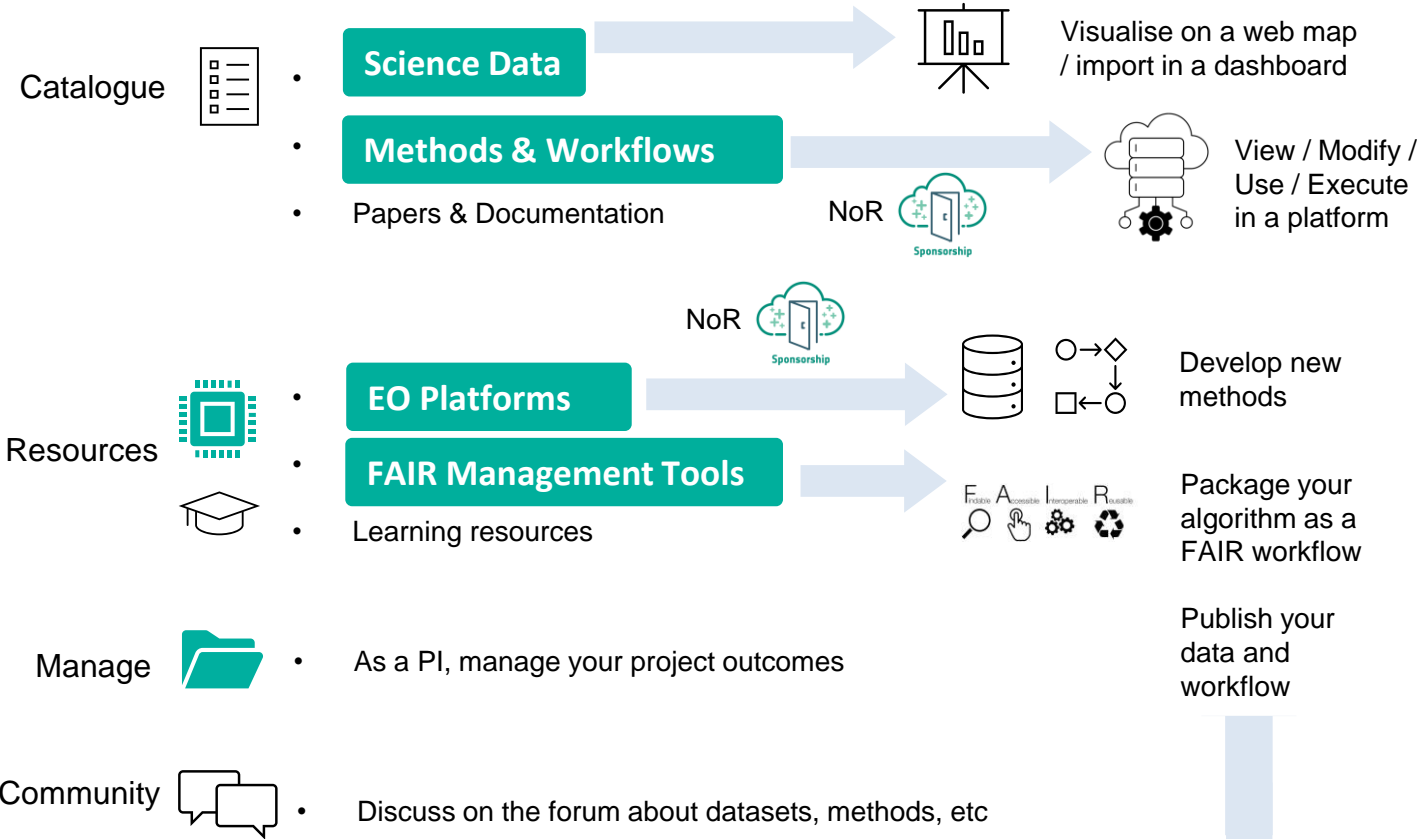 Catalogue
• Science Data
Visualise on a web map
/ import in a dashboard
• Methods & Workflows
View / Modify /
Use / Execute
in a platform
• Papers & Documentation
NoR
Sponsorship
NoR
Sponsorship
Resources
• EO Platforms
Develop new
methods
• FAIR Management Tools
Findable Accessible Interoperable Reusable
Package your
algorithm as a
FAIR workflow
• Learning resources
Manage
• As a PI, manage your project outcomes
Publish your
data and
workflow
Community
• Discuss on the forum about datasets, methods, etc